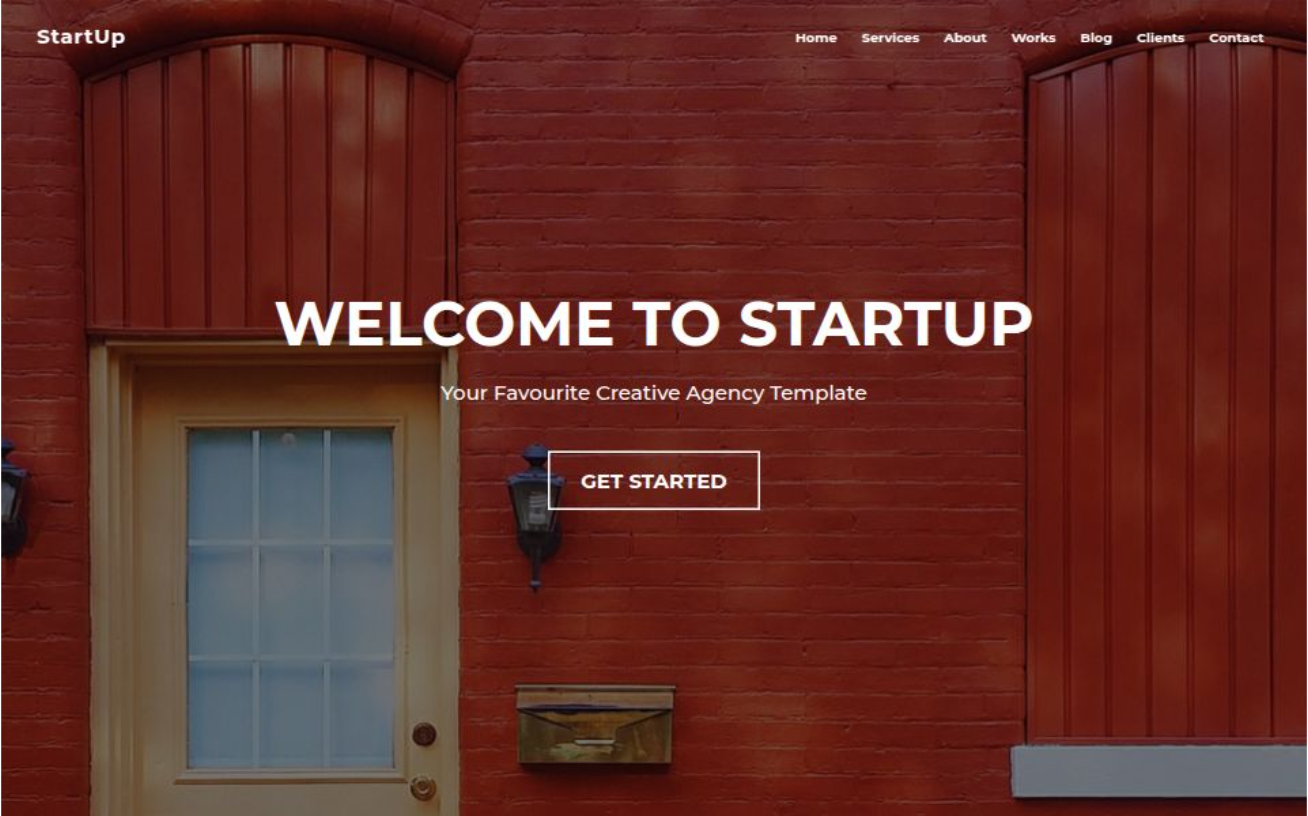 StartUp
Home Services About Works Blog Clients Contact
WELCOME TO STARTUP
Your Favourite Creative Agency Template
GET STARTED